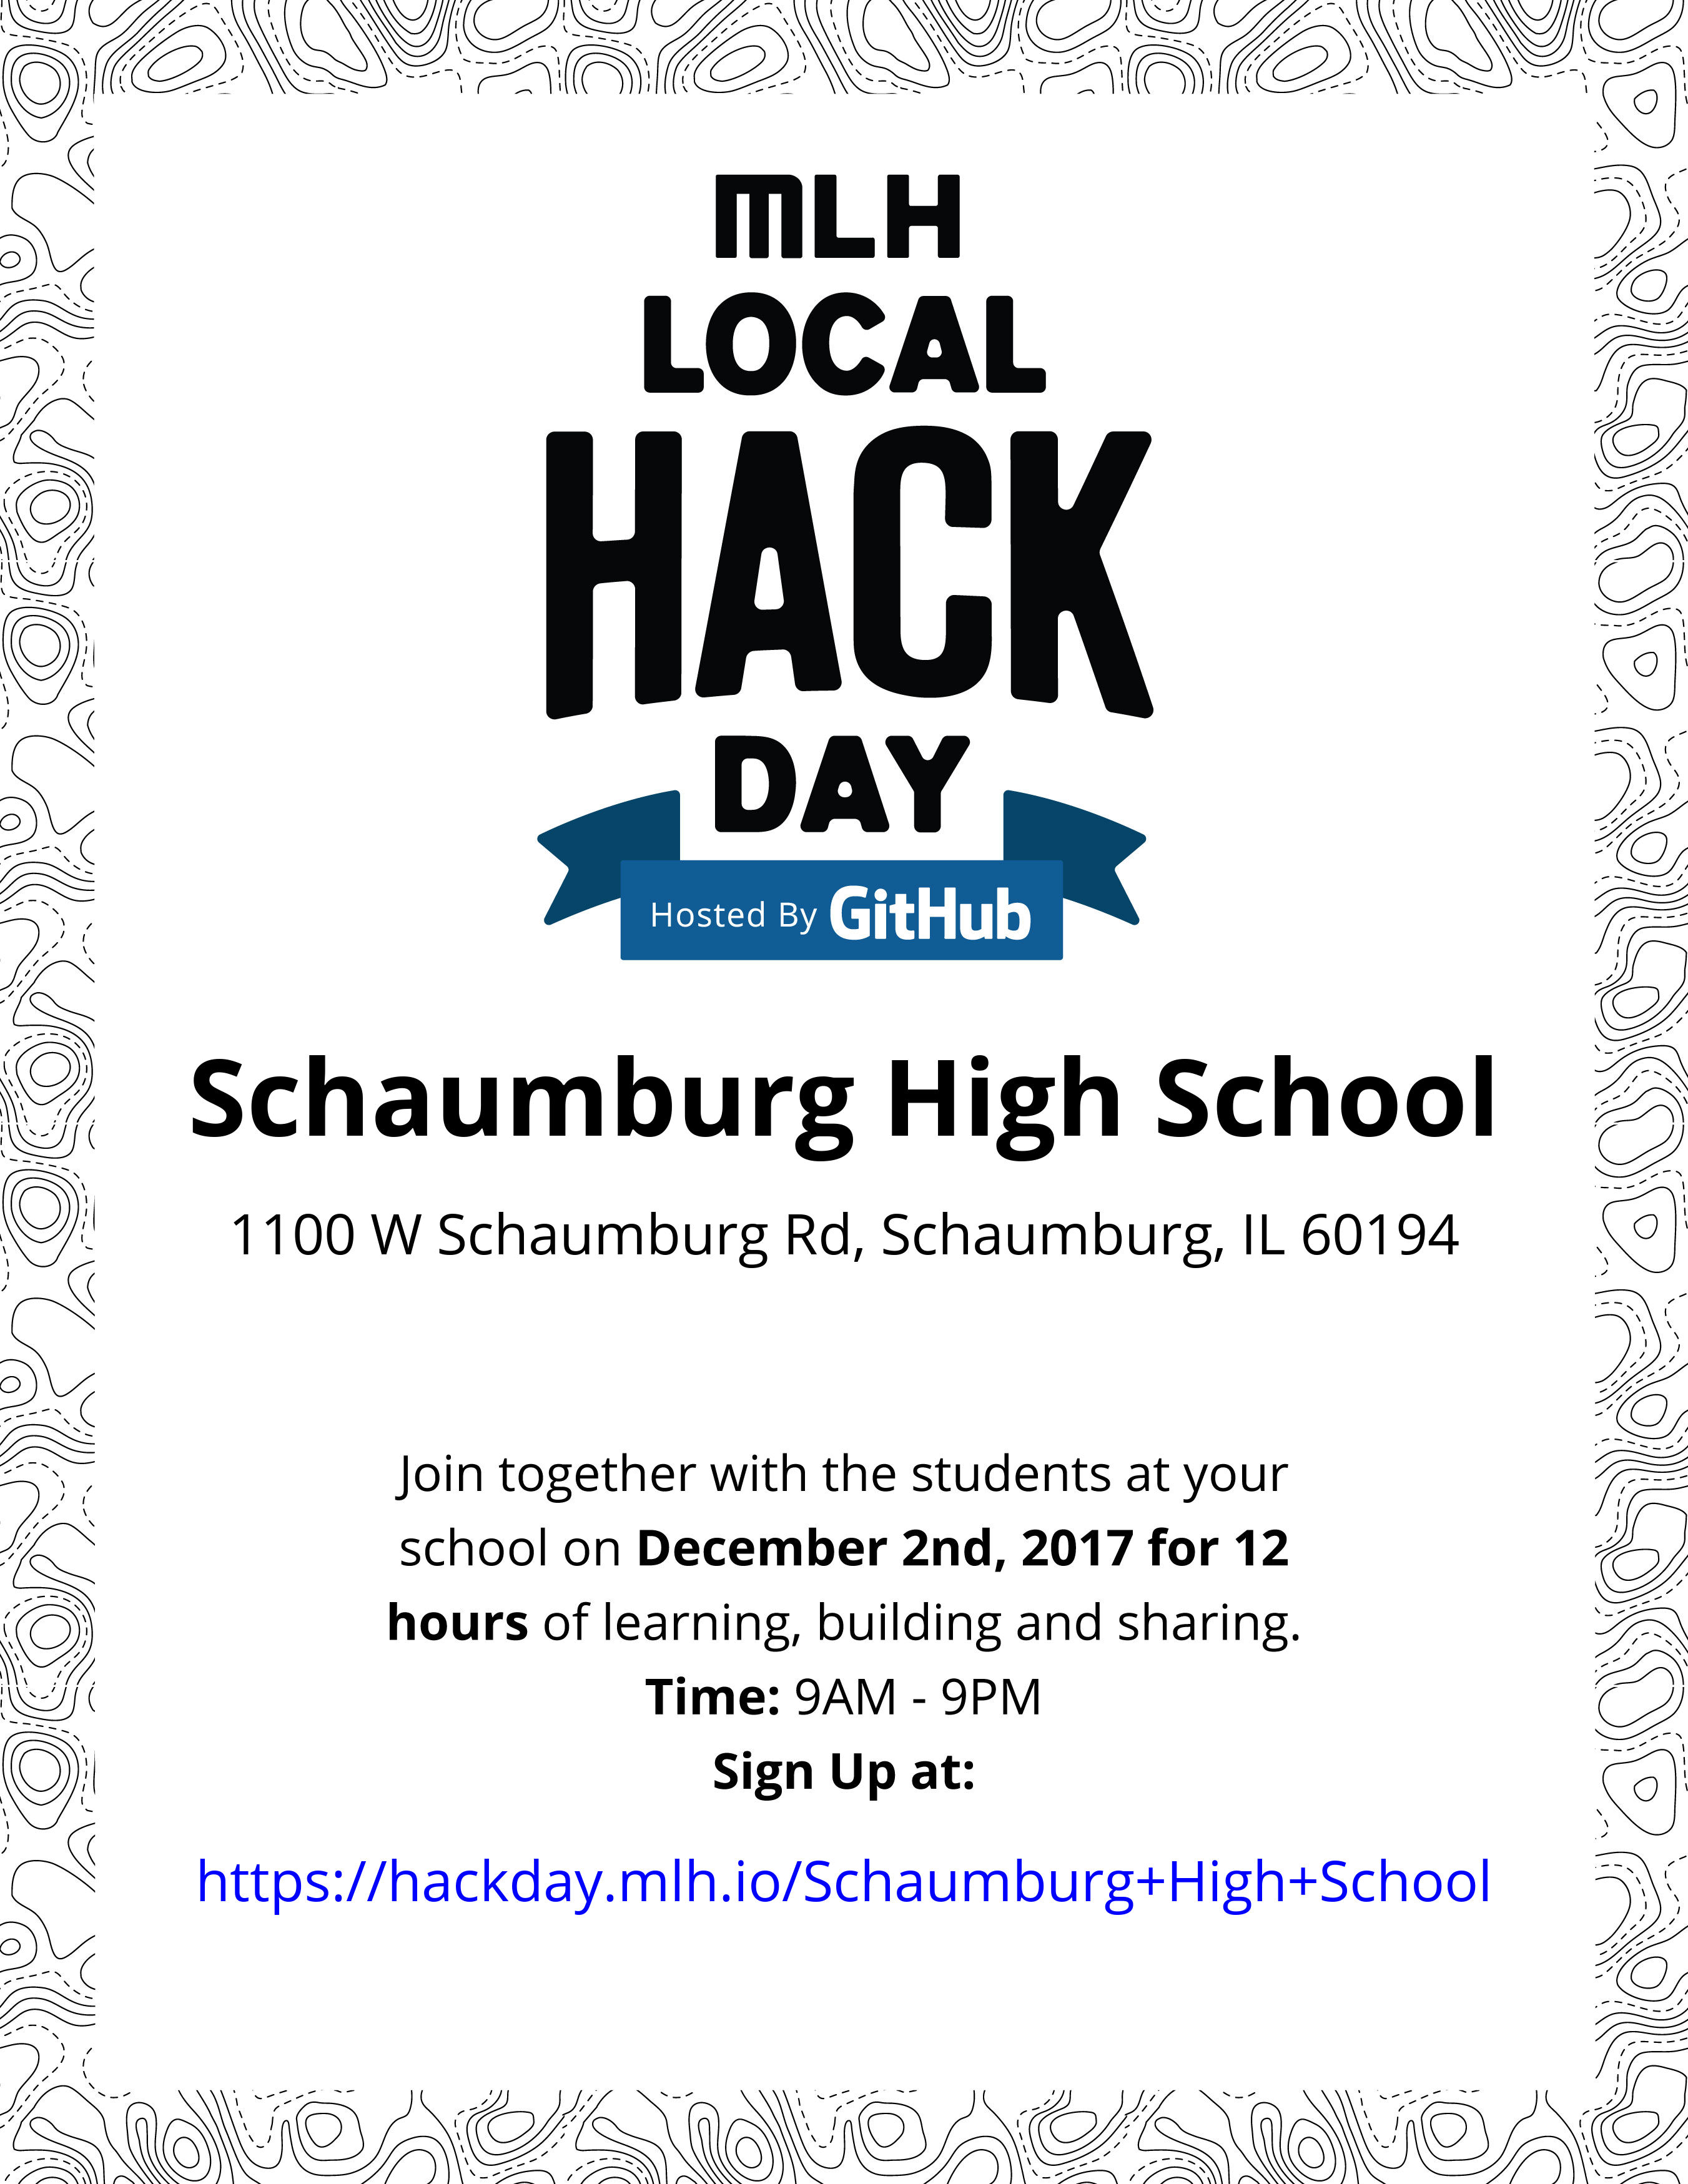 MLH
LOCAL
HACK
DAY
Hosted By GitHub
Schaumburg High School
1100 W Schaumburg Rd, Schaumburg, IL 60194
Join together with the students at your
school on December 2nd, 2017 for 12
hours of learning, building and sharing.
Time: 9AM - 9PM
Sign Up at:
https://hackday.mlh.io/Schaumburg+High+School